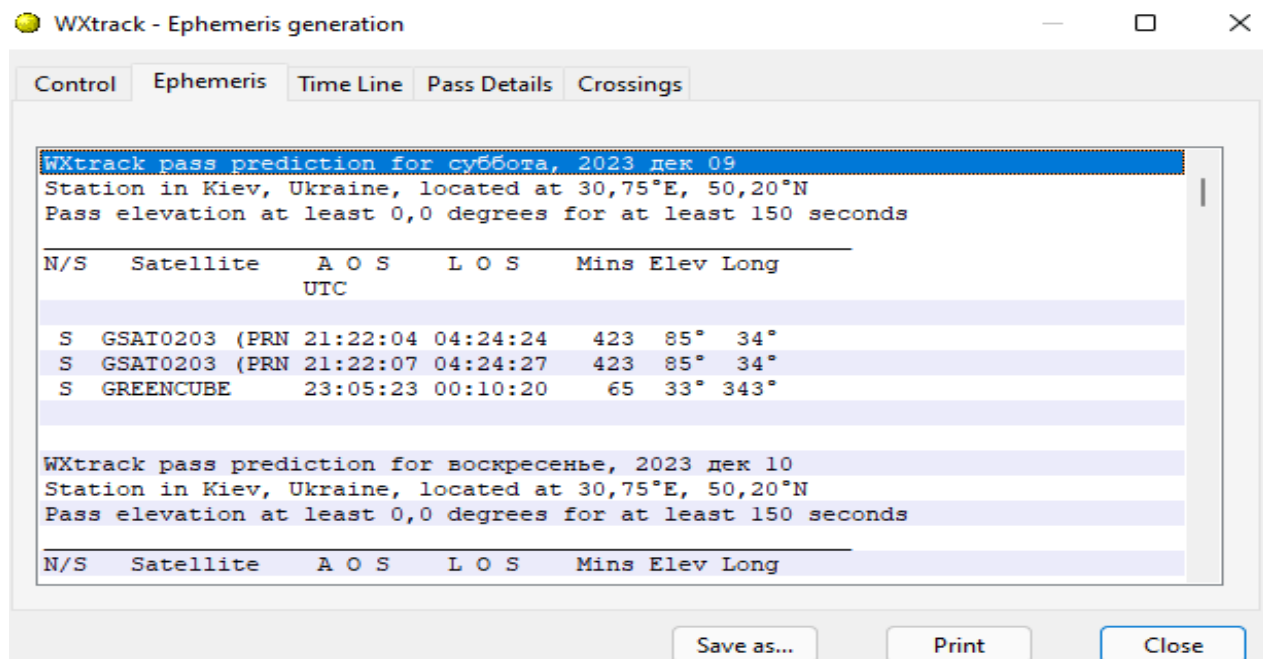 WXtrack - Ephemeris generation
Control Ephemeris Time Line Pass Details Crossings
WXtrack pass prediction for суббота, 2023 дек 09
Station in Kiev, Ukraine, located at 30,75°E, 50,20°N
Pass elevation at least 0,0 degrees for at least 150 seconds
N/S Satellite A O S L O S Mins Elev Long
UTC
S GSAT0203 (PRN 21:22:04 04:24:24 423 85° 34°
S GSAT0203 (PRN 21:22:07 04:24:27 423 85° 34°
S GREENCUBE 23:05:23 00:10:20 65 33° 343°
WXtrack pass prediction for воскресенье, 2023 дек 10
Station in Kiev, Ukraine, located at 30,75°E, 50,20°N
Pass elevation at least 0,0 degrees for at least 150 seconds
N/S Satellite A O S L O S Mins Elev Long
Save as... Print Close